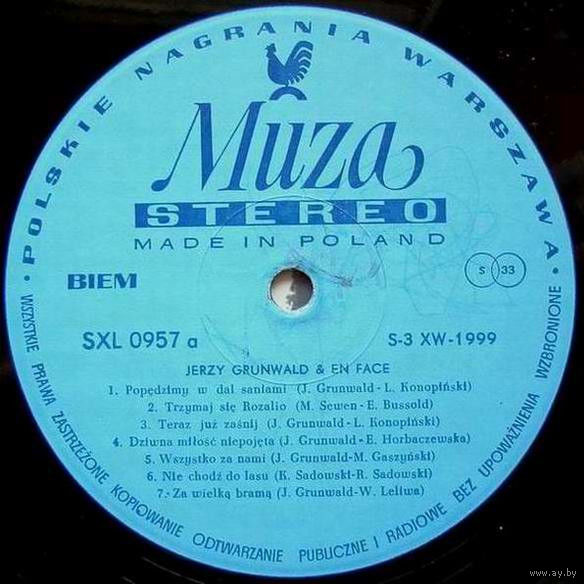 POLSKIE NAGRANIA WARSZAWA
Muza
STEREO
MADE IN POLAND
BIEM
S 33
SXL 0957 a
S-3 XW-1999
JERZY GRUNWALD & EN FACE
1. Popędzimy w dal saniami (J. Grunwald-L. Konopiński)
2. Trzymaj się Rozalio (M. Sewen-E. Bussold)
3. Teraz już zaśnij (J. Grunwald-L. Konopiński)
4. Dziwna miłość niepojęta (J. Grunwald-E. Horbaczewska)
5. Wszystko za nami (J. Grunwald-M. Gaszyński)
6. Nie chodź do lasu (K. Sadowski-R. Sadowski)
7. Za wielką bramą (J. Grunwald-W. Leliwa)
WSZYSTKIE PRAWA ZASTRZEŻONE KOPIOWANIE ODTWARZANIE PUBLICZNE I RADIOWE BEZ UPOWAŻNIENIA WZBRONIONE
www.ay.by